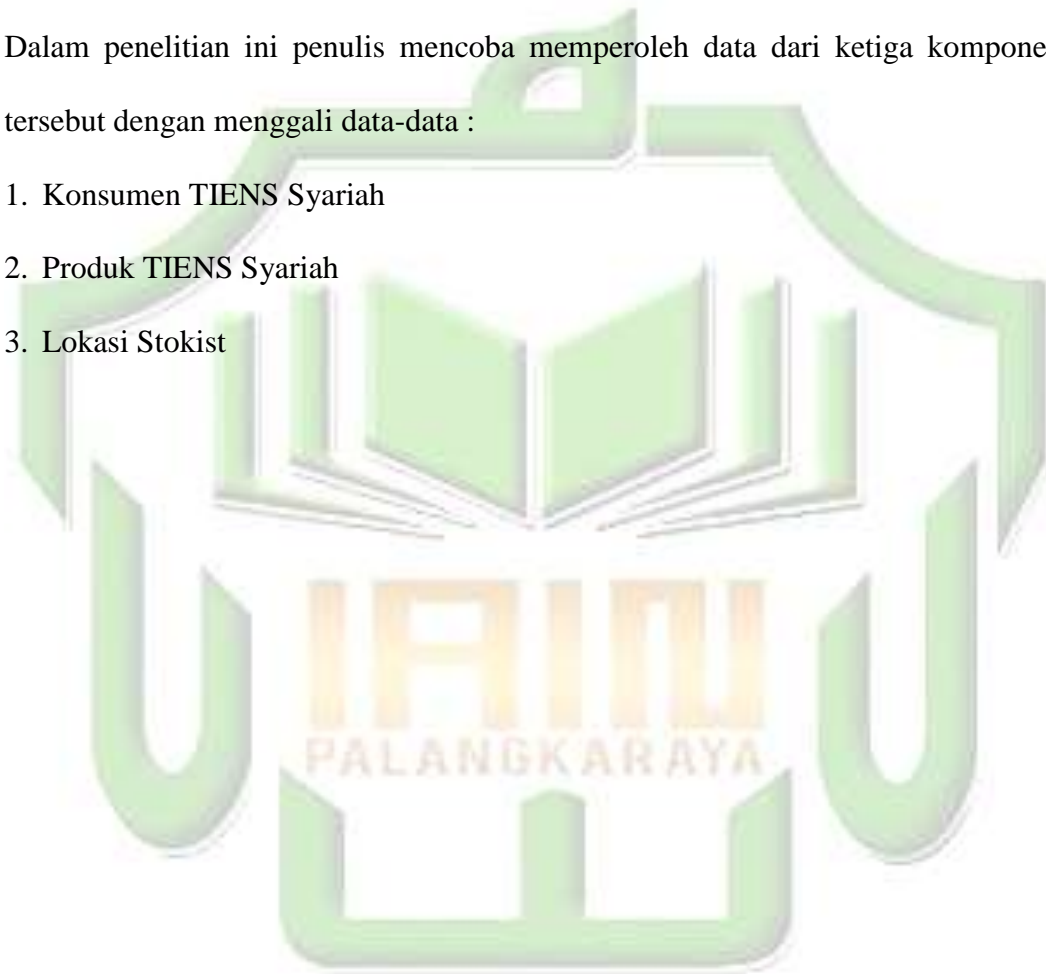 Dalam penelitian ini penulis mencoba memperoleh data dari ketiga kompone
tersebut dengan menggali data-data :
1. Konsumen TIENS Syariah
2. Produk TIENS Syariah
3. Lokasi Stokist
IAIN
PALANGKARAYA